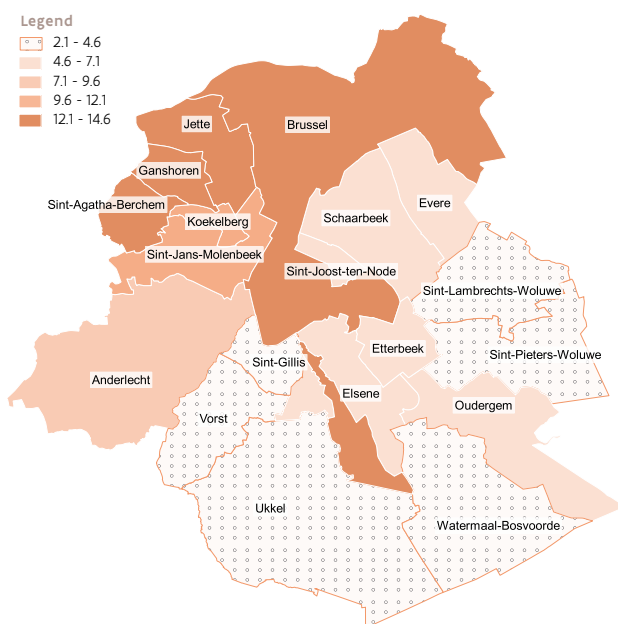 Legend
2.1 - 4.6
4.6 - 7.1
7.1 - 9.6
9.6 - 12.1
12.1 - 14.6
Jette
Brussel
Ganshoren
Sint-Agatha-Berchem
Evere
Koekelberg
Schaarbeek
Sint-Jans-Molenbeek
Sint-Joost-ten-Node
Sint-Lambrechts-Woluwe
Etterbeek
Sint-Pieters-Woluwe
Sint-Gillis
Anderlecht
Elsene
Oudergem
Vorst
Ukkel
Watermaal-Bosvoorde